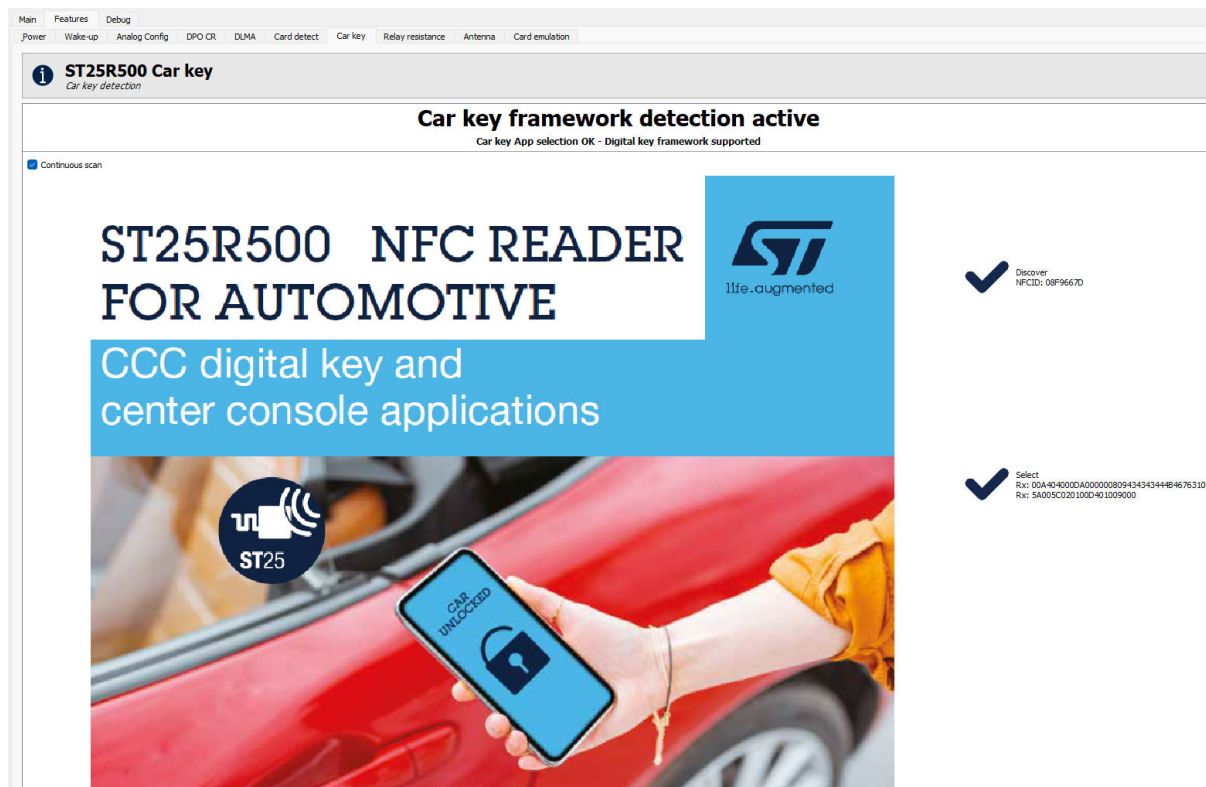 Main Features Debug
Power Wake-up Analog Config DPO CR DLMA Card detect Car key Relay resistance Antenna Card emulation
ST25R500 Car key
Car key detection
Car key framework detection active
Car key App selection OK - Digital key framework supported
Continuous scan
ST25R500 NFC READER
FOR AUTOMOTIVE
ST
life.augmented
CCC digital key and
center console applications
Discover
NFCID: 08F9667D
Select
Rx: 00A404000DA000000809434343444B46763100
Rx: 5A005C020100D401009000
ST25
CAR
UNLOCKED